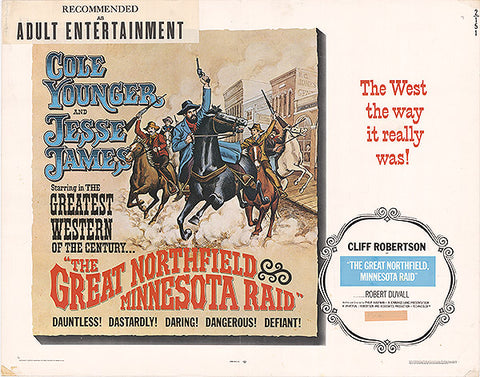 RECOMMENDED
AS
ADULT ENTERTAINMENT
COLE
YOUNGER
AND
JESSE
JAMES
Starring in THE
GREATEST
WESTERN
OF THE CENTURY...
"THE
GREAT NORTHFIELD,
MINNESOTA RAID"
DAUNTLESS! DASTARDLY! DARING! DANGEROUS! DEFIANT!
The West
the way
it really
was!
CLIFF ROBERTSON
in
"THE GREAT NORTHFIELD,
MINNESOTA RAID"
ROBERT DUVALL